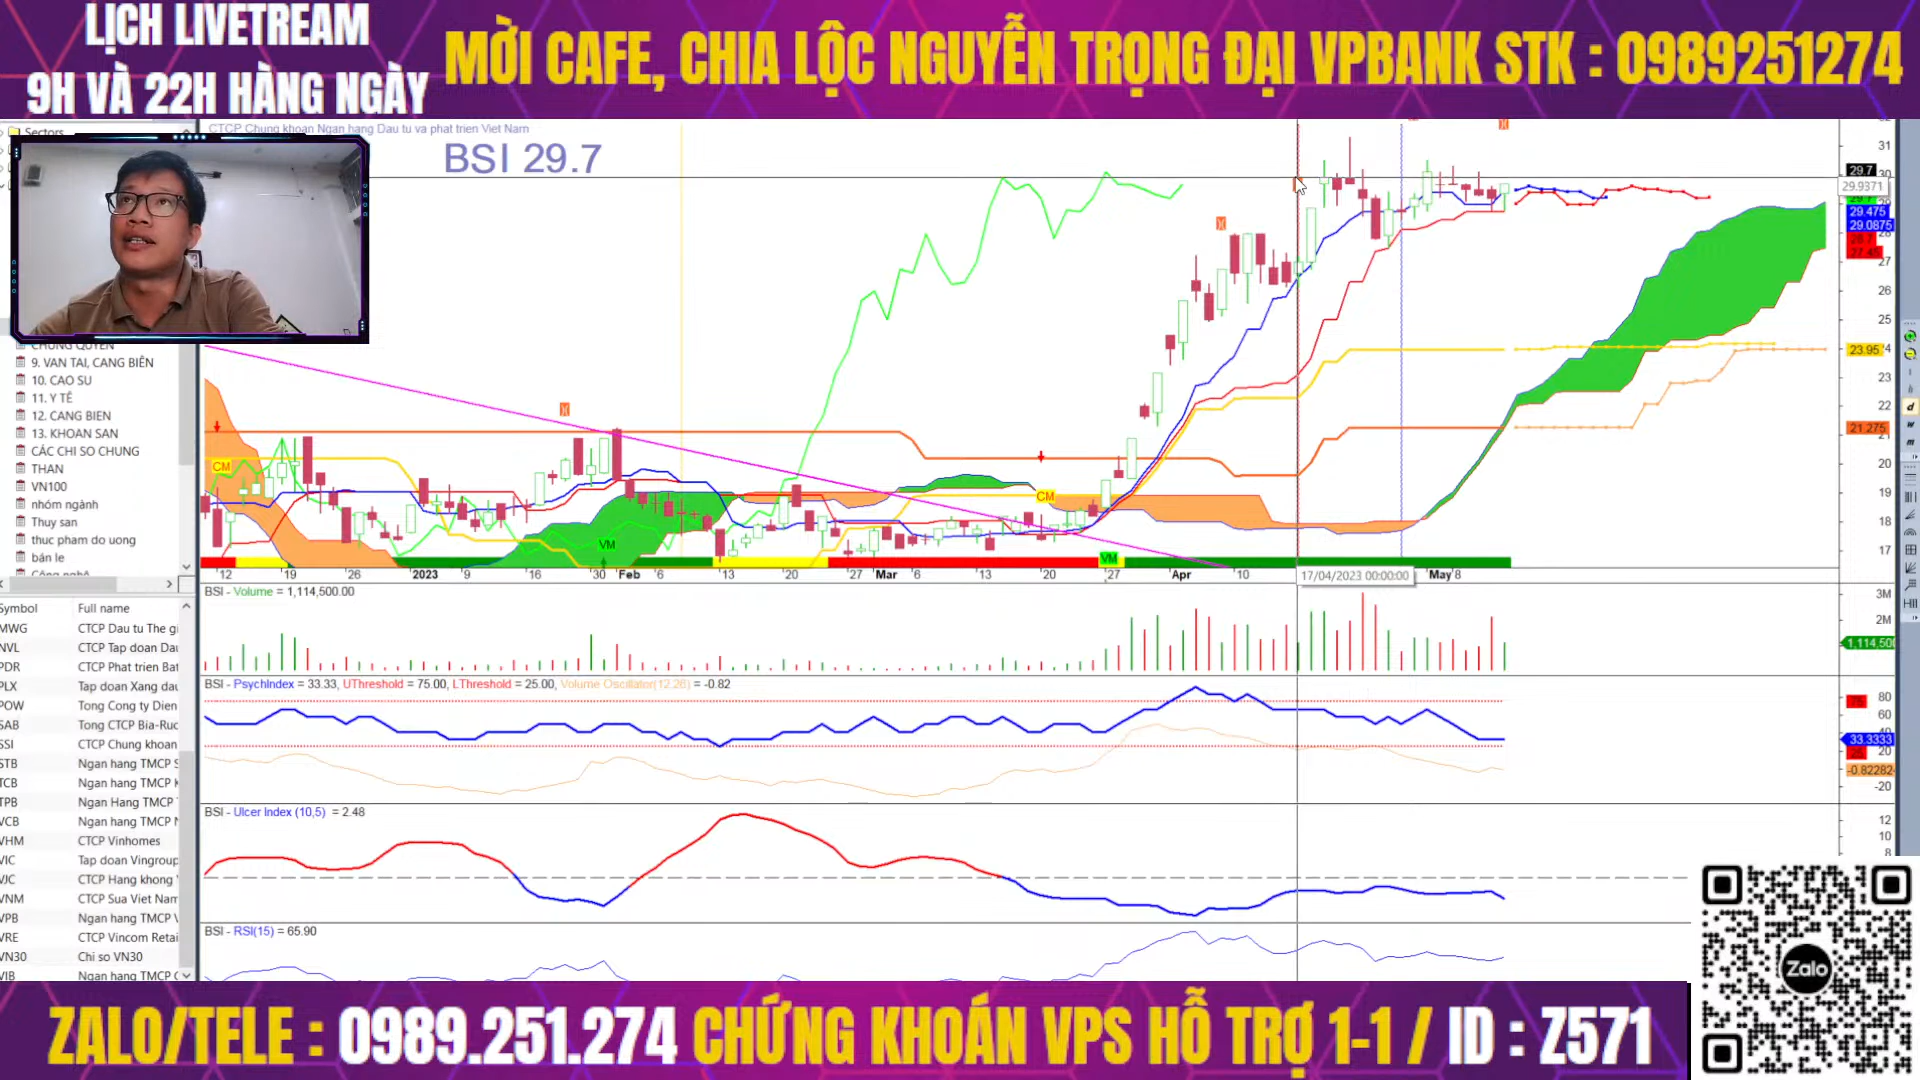 LỊCH LIVETREAM
9H VÀ 22H HÀNG NGÀY
MỜI CAFE, CHIA LỘC NGUYỄN TRỌNG ĐẠI VPBANK STK : 0989251274
Sectors
CTCP Chung khoan Ngan hang Dau tu va phat trien Viet Nam
BSI 29.7
CHUNG QUYEN
9. VAN TAI, CANG BIỂN
10. CAO SU
11. Y TẾ
12. CANG BIEN
13. KHOAN SAN
CÁC CHI SO CHUNG
THAN
VN100
nhóm ngành
Thuy san
thuc pham do uong
bán le
Công nghệ
Symbol Full name
MWG CTCP Dau tu The gi
NVL CTCP Tap doan Dau
PDR CTCP Phat trien Bat
PLX Tap doan Xang dau
POW Tong Cong ty Dien
SAB Tong CTCP Bia-Ruc
SSI CTCP Chung khoan
STB Ngan hang TMCP S
TCB Ngan hang TMCP K
TPB Ngan Hang TMCP
VCB Ngan hang TMCP N
VHM CTCP Vinhomes
VIC Tap doan Vingroup
VJC CTCP Hang khong
VNM CTCP Sua Viet Nam
VPB Ngan hang TMCP V
VRE CTCP Vincom Retai
VN30 Chi so VN30
VIB Ngan hang TMCP
CM
VM
CM
VM
31
29.7
29.9371
29.475
29.0875
27
26
25
23.95
23
22
21.275
20
19
18
17
12 19 26 2023 9 16 30 Feb 6 13 20 27 Mar 6 13 20 27 Apr 10 17/04/2023 00:00:00 May 8
BSI - Volume = 1,114,500.00
3M
2M
1,114,500
BSI - PsychIndex = 33.33, UThreshold = 75.00, LThreshold = 25.00, Volume Oscillator(12,26) = -0.82
80
75
60
33.3333
20
-0.82282
-20
BSI - Ulcer Index (10,5) = 2.48
12
10
8
BSI - RSI(15) = 65.90
Zalo
ZALO/TELE : 0989.251.274 CHỨNG KHOÁN VPS HỖ TRỢ 1-1 / ID : Z571